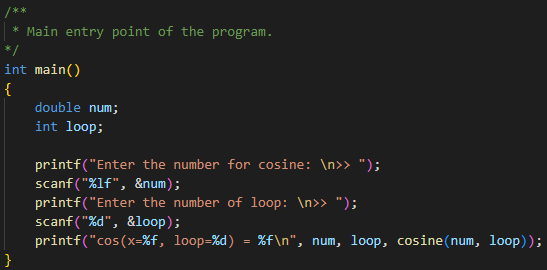 /**
 * Main entry point of the program.
*/
int main()
{
    double num;
    int loop;

    printf("Enter the number for cosine: \n>> ");
    scanf("%lf", &num);
    printf("Enter the number of loop: \n>> ");
    scanf("%d", &loop);
    printf("cos(x=%f, loop=%d) = %f\n", num, loop, cosine(num, loop));
}